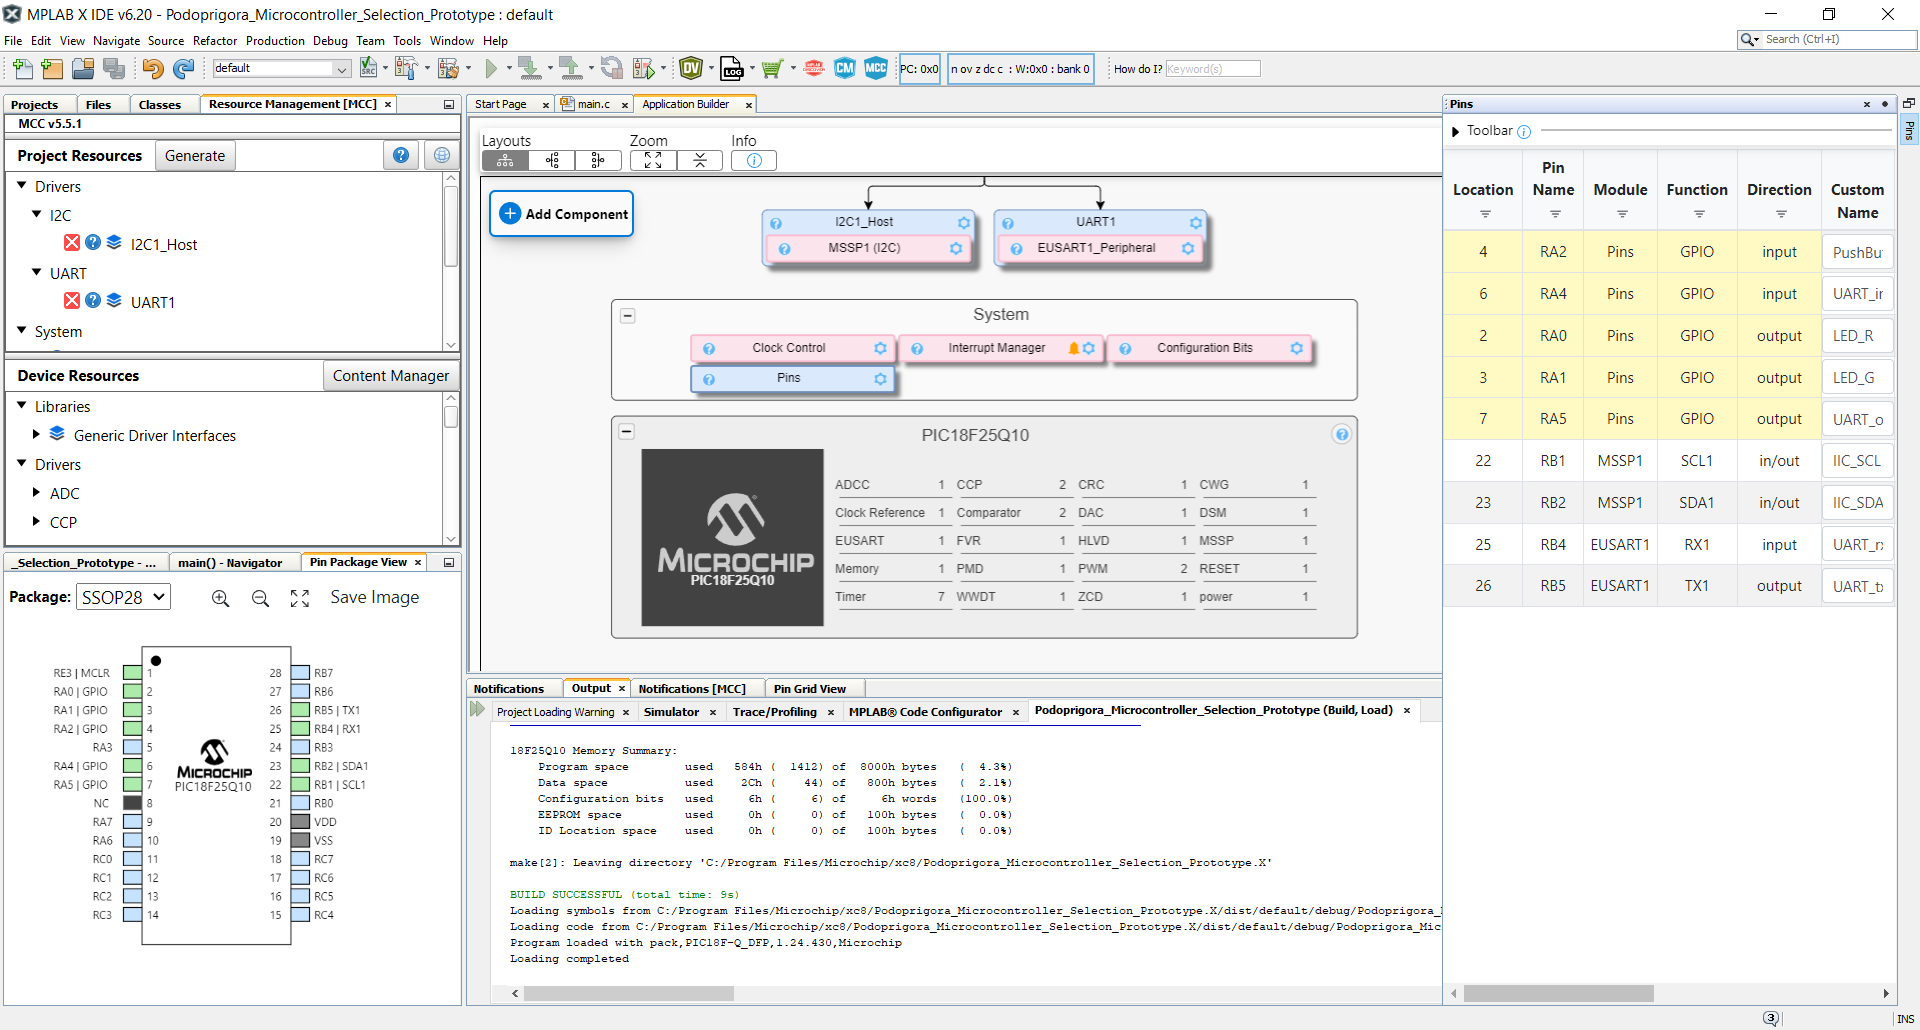 MPLAB X IDE v6.20 - Podoprigora_Microcontroller_Selection_Prototype : default
File Edit View Navigate Source Refactor Production Debug Team Tools Window Help
Search (Ctrl+I)
default
SRC
DV
LOG
CM
MCC
PC: 0x0
n ov z dc c : W:0x0 : bank 0
How do I? Keyword(s)
Projects Files Classes Resource Management [MCC] ×
MCC v5.5.1
Project Resources Generate
Drivers
I2C
I2C1_Host
UART
UART1
System
Device Resources Content Manager
Libraries
Generic Driver Interfaces
Drivers
ADC
CCP
_Selection_Prototype - ... main() - Navigator Pin Package View ×
Package: SSOP28 Save Image
RE3 | MCLR 1 28 RB7
RA0 | GPIO 2 27 RB6
RA1 | GPIO 3 26 RB5 | TX1
RA2 | GPIO 4 25 RB4 | RX1
RA3 5 24 RB3
RA4 | GPIO 6 23 RB2 | SDA1
RA5 | GPIO 7 22 RB1 | SCL1
NC 8 21 RB0
RA7 9 20 VDD
RA6 10 19 VSS
RC0 11 18 RC7
RC1 12 17 RC6
RC2 13 16 RC5
RC3 14 15 RC4
MICROCHIP
PIC18F25Q10
Start Page × main.c × Application Builder ×
Layouts Zoom Info
Add Component
I2C1_Host UART1
MSSP1 (I2C) EUSART1_Peripheral
System
Clock Control Interrupt Manager Configuration Bits
Pins
PIC18F25Q10
MICROCHIP
PIC18F25Q10
ADCC 1 CCP 2 CRC 1 CWG 1
Clock Reference 1 Comparator 2 DAC 1 DSM 1
EUSART 1 FVR 1 HLVD 1 MSSP 1
Memory 1 PMD 1 PWM 2 RESET 1
Timer 7 WWDT 1 ZCD 1 power 1
Notifications Output × Notifications [MCC] Pin Grid View
Project Loading Warning × Simulator × Trace/Profiling × MPLAB® Code Configurator × Podoprigora_Microcontroller_Selection_Prototype (Build, Load) ×
18F25Q10 Memory Summary:
Program space used 584h ( 1412) of 8000h bytes ( 4.3%)
Data space used 2Ch ( 44) of 800h bytes ( 2.1%)
Configuration bits used 6h ( 6) of 6h words (100.0%)
EEPROM space used 0h ( 0) of 100h bytes ( 0.0%)
ID Location space used 0h ( 0) of 100h bytes ( 0.0%)
make[2]: Leaving directory 'C:/Program Files/Microchip/xc8/Podoprigora_Microcontroller_Selection_Prototype.X'
BUILD SUCCESSFUL (total time: 9s)
Loading symbols from C:/Program Files/Microchip/xc8/Podoprigora_Microcontroller_Selection_Prototype.X/dist/default/debug/Podoprigora_
Loading code from C:/Program Files/Microchip/xc8/Podoprigora_Microcontroller_Selection_Prototype.X/dist/default/debug/Podoprigora_Mic
Program loaded with pack,PIC18F-Q_DFP,1.24.430,Microchip
Loading completed
Pins
Pins
Toolbar
Location Pin Name Module Function Direction Custom Name
4 RA2 Pins GPIO input PushBu
6 RA4 Pins GPIO input UART_ir
2 RA0 Pins GPIO output LED_R
3 RA1 Pins GPIO output LED_G
7 RA5 Pins GPIO output UART_o
22 RB1 MSSP1 SCL1 in/out IIC_SCL
23 RB2 MSSP1 SDA1 in/out IIC_SDA
25 RB4 EUSART1 RX1 input UART_r
26 RB5 EUSART1 TX1 output UART_t
3 INS